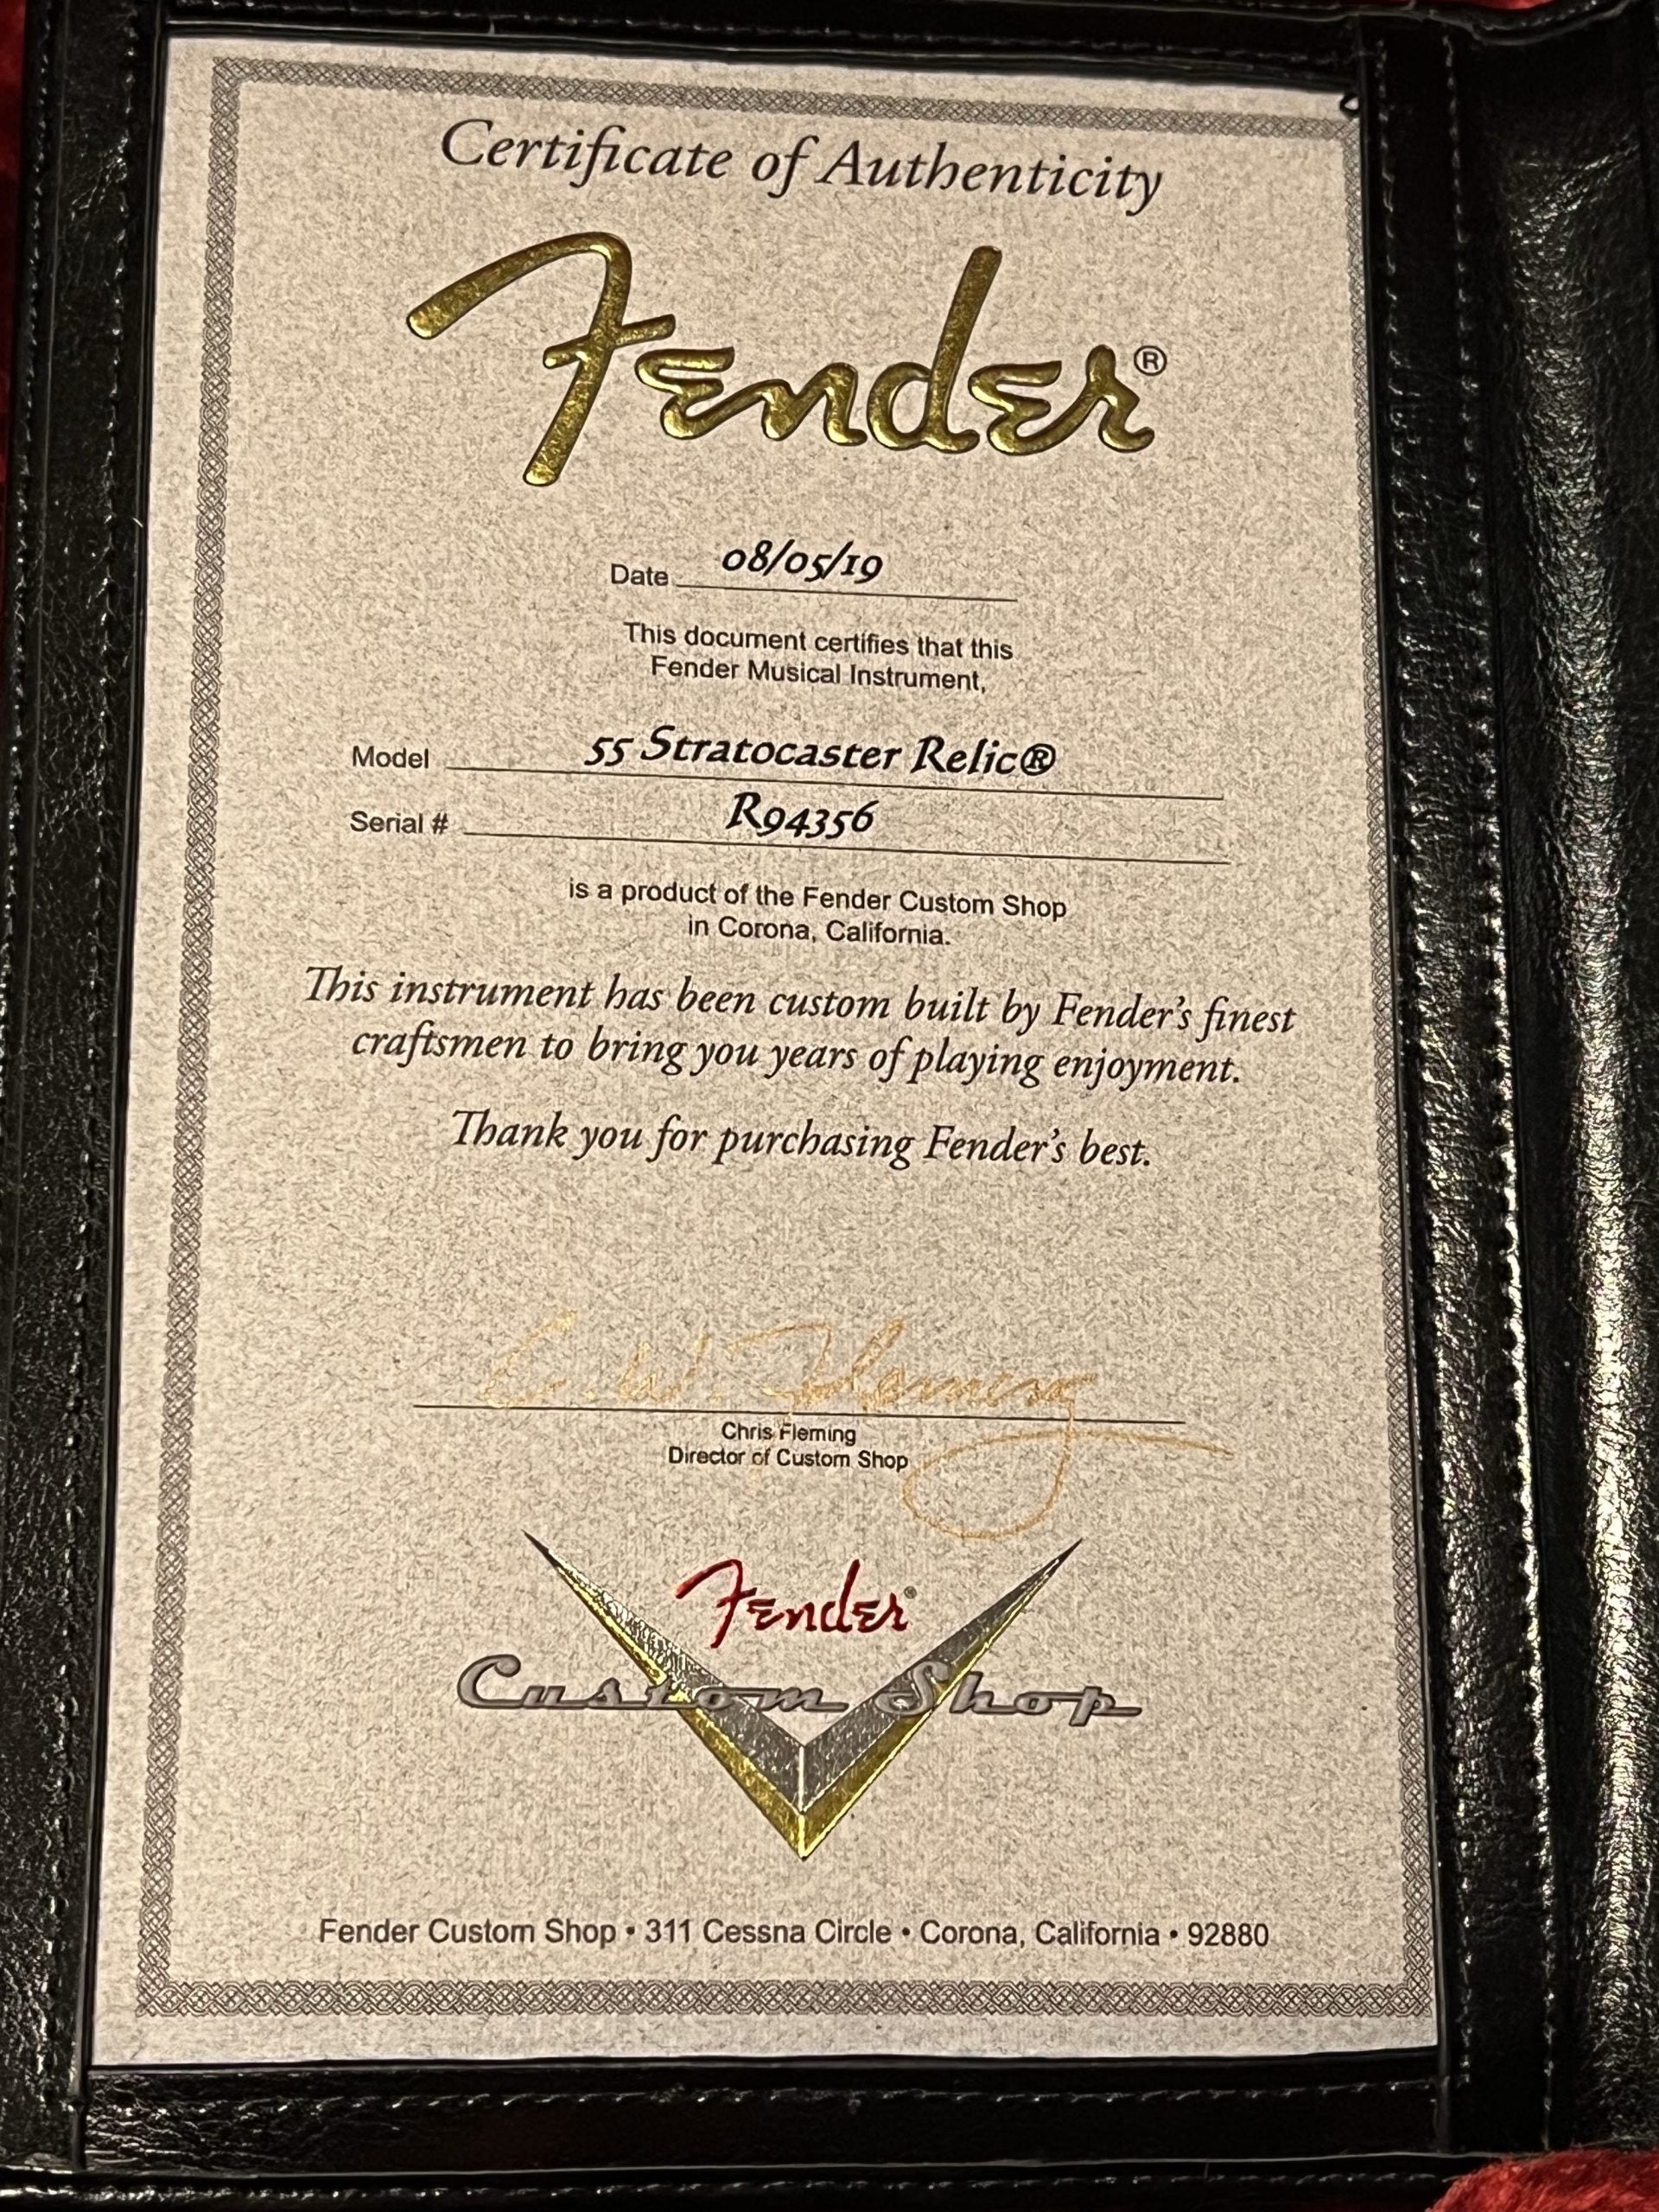 Certificate of Authenticity
Fender®
Date 08/05/19
This document certifies that this
Fender Musical Instrument,
Model 55 Stratocaster Relic®
Serial # R94356
is a product of the Fender Custom Shop
in Corona, California.
This instrument has been custom built by Fender's finest
craftsmen to bring you years of playing enjoyment.
Thank you for purchasing Fender's best.
Chris Fleming
Director of Custom Shop
Fender®
Custom Shop
Fender Custom Shop • 311 Cessna Circle • Corona, California • 92880